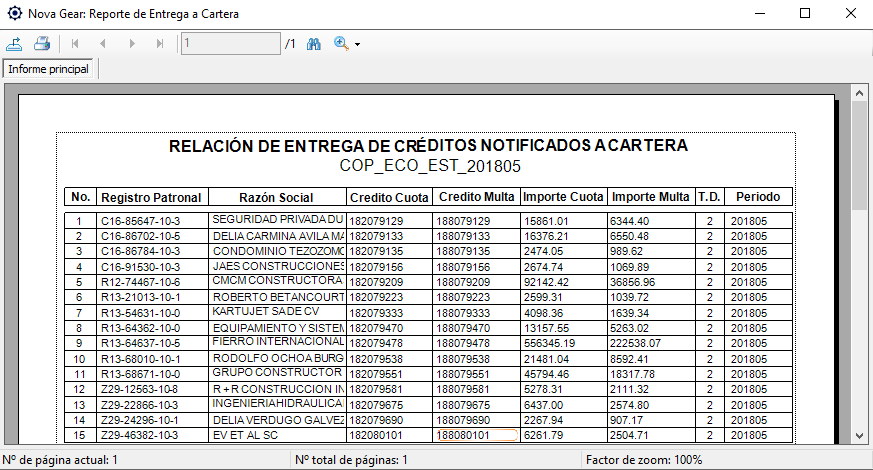 Nova Gear: Reporte de Entrega a Cartera
1 /1
Informe principal
RELACIÓN DE ENTREGA DE CRÉDITOS NOTIFICADOS A CARTERA
COP_ECO_EST_201805
No. Registro Patronal Razón Social Credito Cuota Credito Multa Importe Cuota Importe Multa T.D. Periodo
1 C16-85647-10-3 SEGURIDAD PRIVADA DU 182079129 188079129 15861.01 6344.40 2 201805
2 C16-86702-10-5 DELIA CARMINA AVILA MA 182079133 188079133 16376.21 6550.48 2 201805
3 C16-86784-10-3 CONDOMINIO TEZOZOMO 182079135 188079135 2474.05 989.62 2 201805
4 C16-91530-10-3 JAES CONSTRUCCIONES 182079156 188079156 2674.74 1069.89 2 201805
5 R12-74467-10-6 CMCM CONSTRUCTORA 182079209 188079209 92142.42 36856.96 2 201805
6 R13-21013-10-1 ROBERTO BETANCOURT 182079223 188079223 2599.31 1039.72 2 201805
7 R13-54631-10-0 KARTUJET SA DE CV 182079333 188079333 4098.36 1639.34 2 201805
8 R13-64362-10-0 EQUIPAMIENTO Y SISTEM 182079470 188079470 13157.55 5263.02 2 201805
9 R13-64637-10-5 FIERRO INTERNACIONAL 182079478 188079478 556345.19 222538.07 2 201805
10 R13-68010-10-1 RODOLFO OCHOA BURG 182079538 188079538 21481.04 8592.41 2 201805
11 R13-68671-10-0 GRUPO CONSTRUCTOR 182079551 188079551 45794.46 18317.78 2 201805
12 Z29-12563-10-8 R + R CONSTRUCCION IN 182079581 188079581 5278.31 2111.32 2 201805
13 Z29-22866-10-3 INGENIERIA HIDRAULICA 182079675 188079675 6437.00 2574.80 2 201805
14 Z29-24296-10-1 DELIA VERDUGO GALVEZ 182079690 188079690 2267.94 907.17 2 201805
15 Z29-46382-10-3 EV ET AL SC 182080101 188080101 6261.79 2504.71 2 201805
Nº de página actual: 1 Nº total de páginas: 1 Factor de zoom: 100%